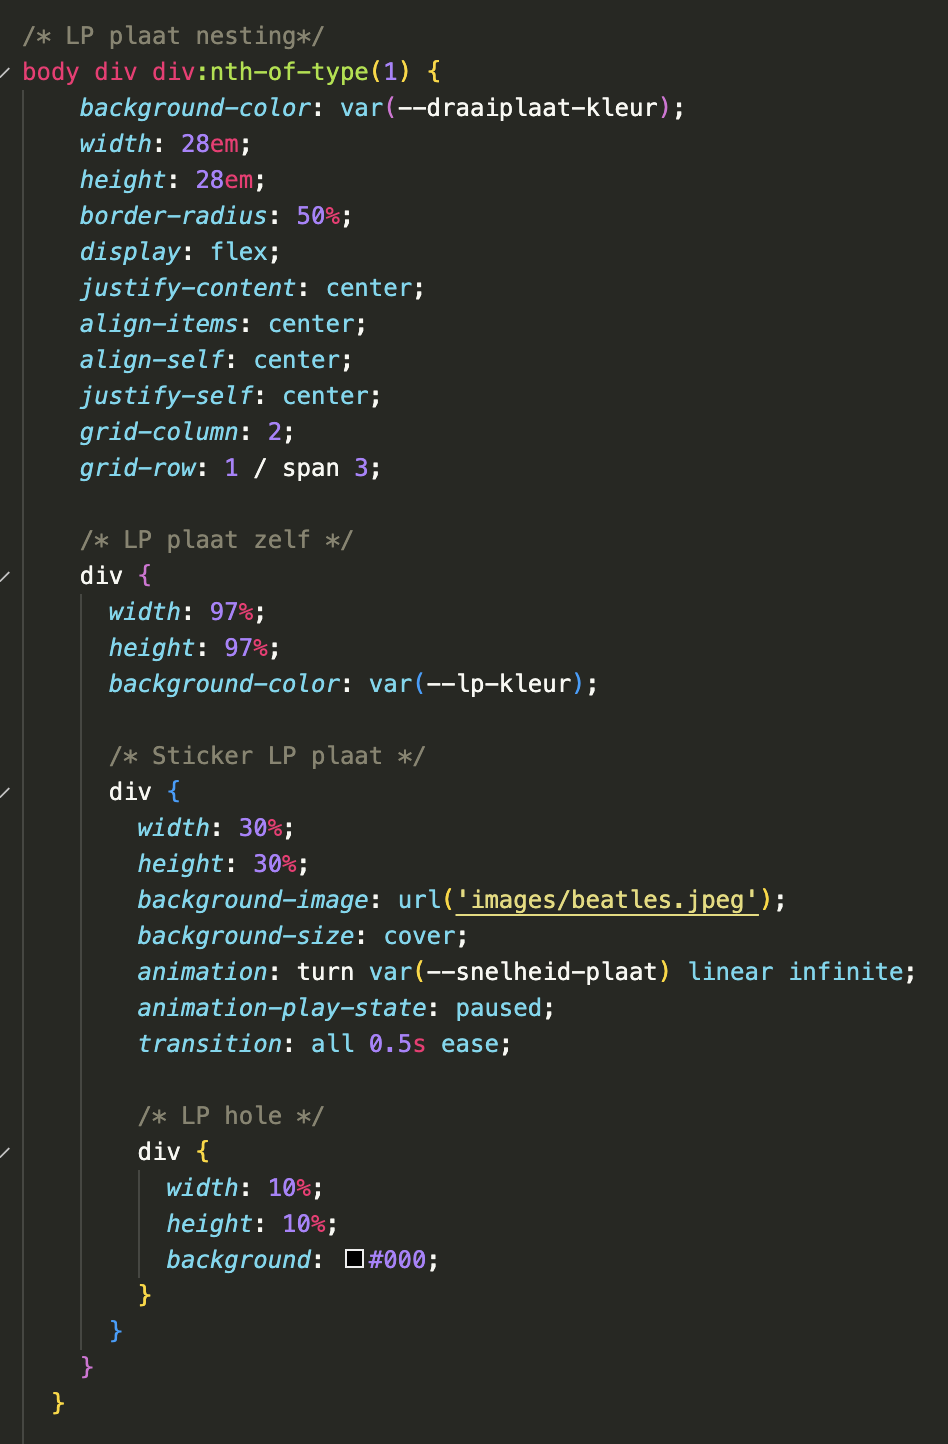 /* LP plaat nesting*/
body div div:nth-of-type(1) {
background-color: var(--draaiplaat-kleur);
width: 28em;
height: 28em;
border-radius: 50%;
display: flex;
justify-content: center;
align-items: center;
align-self: center;
justify-self: center;
grid-column: 2;
grid-row: 1 / span 3;
/* LP plaat zelf */
div {
width: 97%;
height: 97%;
background-color: var(--lp-kleur);
/* Sticker LP plaat */
div {
width: 30%;
height: 30%;
background-image: url('images/beatles.jpeg');
background-size: cover;
animation: turn var(--snelheid-plaat) linear infinite;
animation-play-state: paused;
transition: all 0.5s ease;
/* LP hole */
div {
width: 10%;
height: 10%;
background: #000;
}
}
}
}